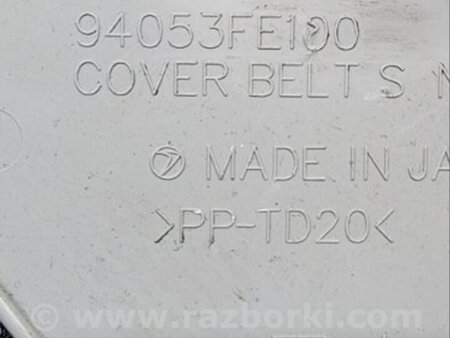 94053FE100
COVER BELT S
MADE IN JA
>PP-TD20<
© www.razborki.com